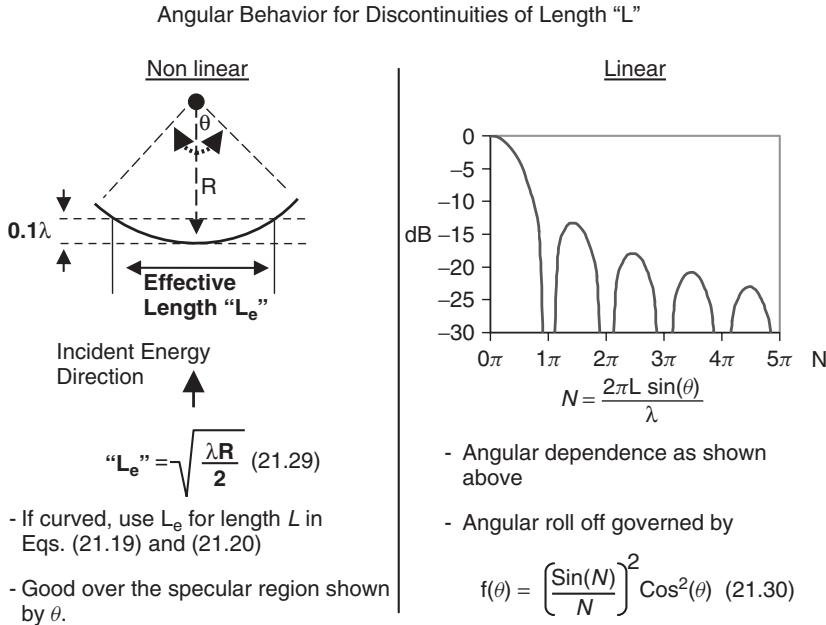 Angular Behavior for Discontinuities of Length “L”
Non linear
θ
R
0.1λ
Effective
Length “Le”
Incident Energy
Direction
“Le” = √(λR/2) (21.29)
- If curved, use Le for length L in
Eqs. (21.19) and (21.20)
- Good over the specular region shown
by θ.
Linear
0
–5
–10
dB –15
–20
–25
–30
0π 1π 2π 3π 4π 5π N
N = 2πL sin(θ)/λ
- Angular dependence as shown
above
- Angular roll off governed by
f(θ) = (Sin(N)/N)² Cos²(θ) (21.30)